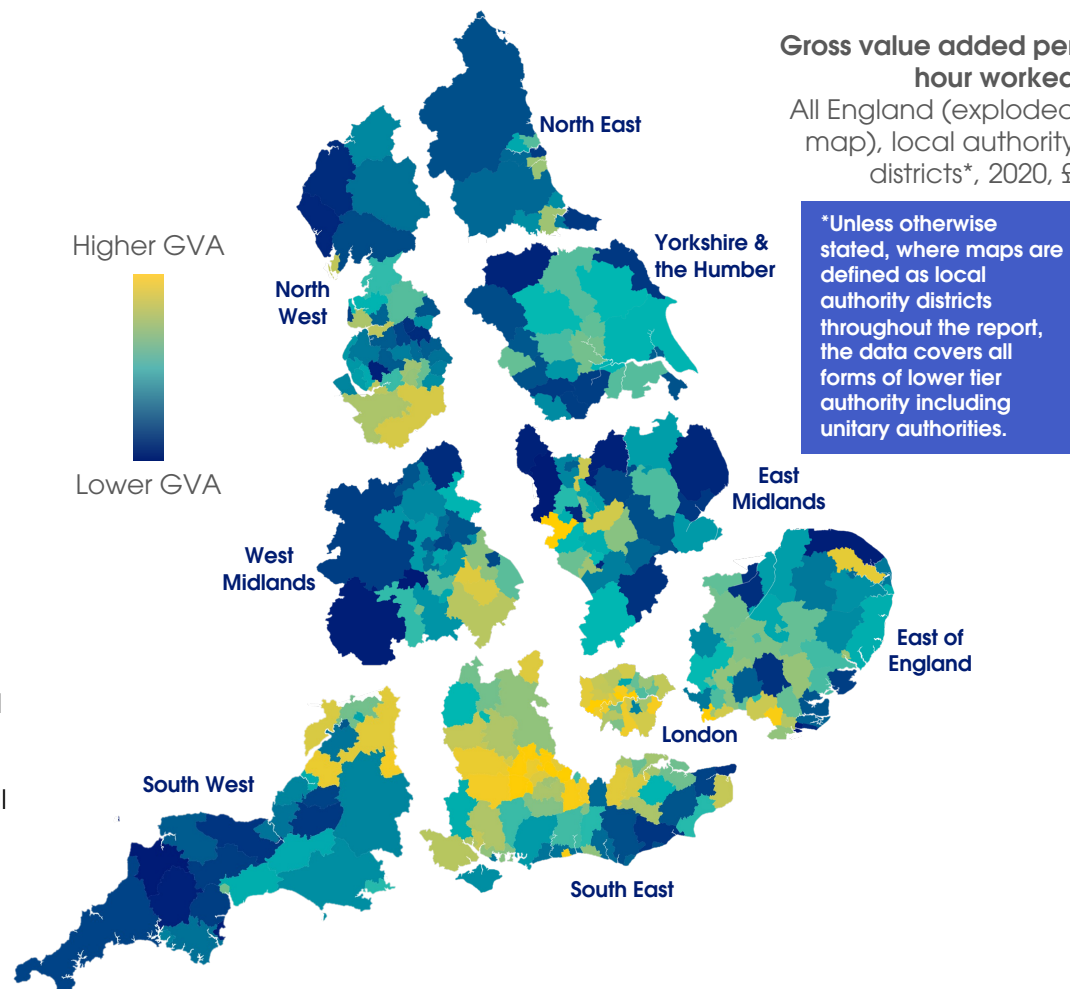 Gross value added per
hour worked
All England (exploded
map), local authority
districts*, 2020, £
*Unless otherwise
stated, where maps are
defined as local
authority districts
throughout the report,
the data covers all
forms of lower tier
authority including
unitary authorities.
Higher GVA
Lower GVA
North East
Yorkshire &
the Humber
North
West
East
Midlands
West
Midlands
East of
England
London
South West
South East